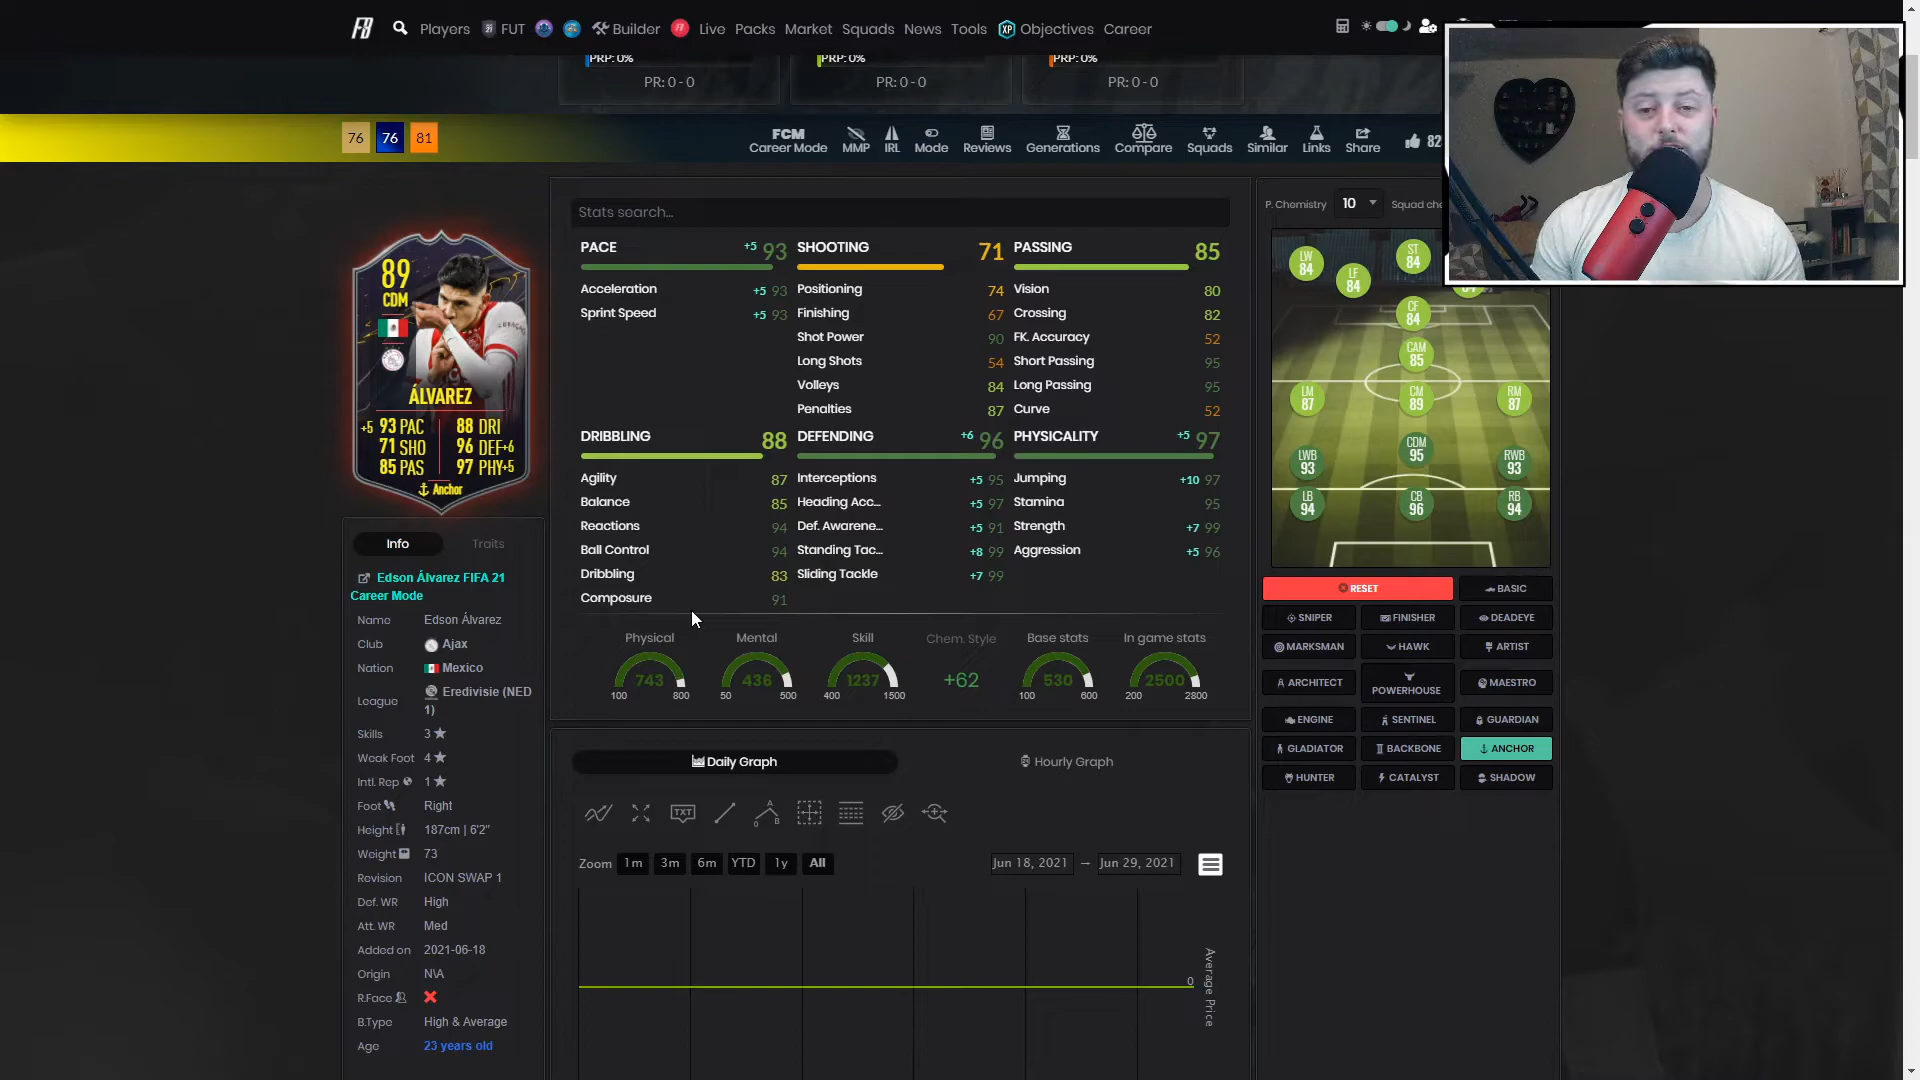 FB Players 21 FUT Builder Live Packs Market Squads News Tools XP Objectives Career
PRP: 0% PRP: 0% PRP: 0%
PR: 0 - 0 PR: 0 - 0 PR: 0 - 0
76 76 81
FCM Career Mode MMP IRL Mode Reviews Generations Compare Squads Similar Links Share 82
Stats search...
P. Chemistry 10 Squad che
PACE +5 93 SHOOTING 71 PASSING 85
Acceleration +5 93 Positioning 74 Vision 80
Sprint Speed +5 93 Finishing 67 Crossing 82
Shot Power 90 FK. Accuracy 52
Long Shots 54 Short Passing 95
Volleys 84 Long Passing 95
Penalties 87 Curve 52
DRIBBLING 88 DEFENDING +6 96 PHYSICALITY +5 97
Agility 87 Interceptions +5 95 Jumping +10 97
Balance 85 Heading Acc... +5 97 Stamina 95
Reactions 94 Def. Awarene... +5 91 Strength +7 99
Ball Control 94 Standing Tac... +8 99 Aggression +5 96
Dribbling 83 Sliding Tackle +7 99
Composure 91
Physical Mental Skill Chem. Style Base stats In game stats
743 436 1237 +62 530 2500
100 800 50 500 400 1500 100 600 200 2800
89
CDM
ÁLVAREZ
+5 93 PAC 88 DRI
71 SHO 96 DEF+6
85 PAS 97 PHY+5
Anchor
Info Traits
Edson Álvarez FIFA 21
Career Mode
Name Edson Álvarez
Club Ajax
Nation Mexico
League Eredivisie (NED
1)
Skills 3
Weak Foot 4
Intl. Rep 1
Foot Right
Height 187cm | 6'2"
Weight 73
Revision ICON SWAP 1
Def. WR High
Att. WR Med
Added on 2021-06-18
Origin N\A
R.Face
B.Type High & Average
Age 23 years old
LW 84
ST 84
LF 84
CF 84
CAM 85
LM 87
CM 89
RM 87
CDM 95
LWB 93
RWB 93
LB 94
CB 96
RB 94
RESET BASIC
SNIPER FINISHER DEADEYE
MARKSMAN HAWK ARTIST
ARCHITECT POWERHOUSE MAESTRO
ENGINE SENTINEL GUARDIAN
GLADIATOR BACKBONE ANCHOR
HUNTER CATALYST SHADOW
Daily Graph Hourly Graph
TXT
Zoom 1m 3m 6m YTD 1y All Jun 18, 2021 → Jun 29, 2021
0
Average Price